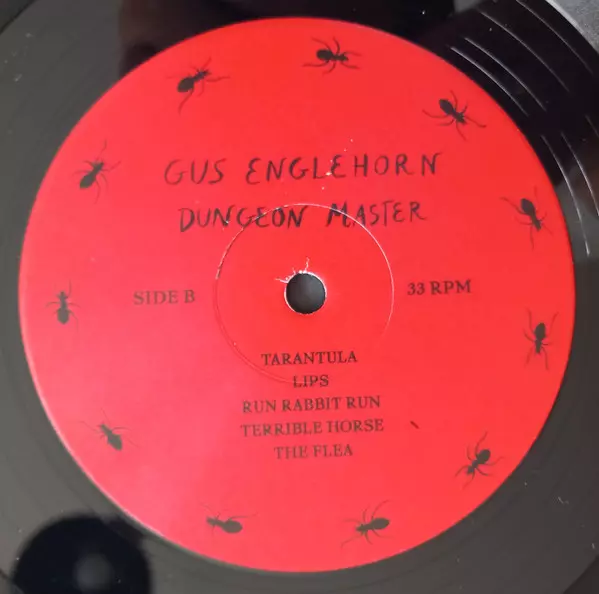 GUS ENGLEHORN
DUNGEON MASTER
SIDE B
33 RPM
TARANTULA
LIPS
RUN RABBIT RUN
TERRIBLE HORSE
THE FLEA